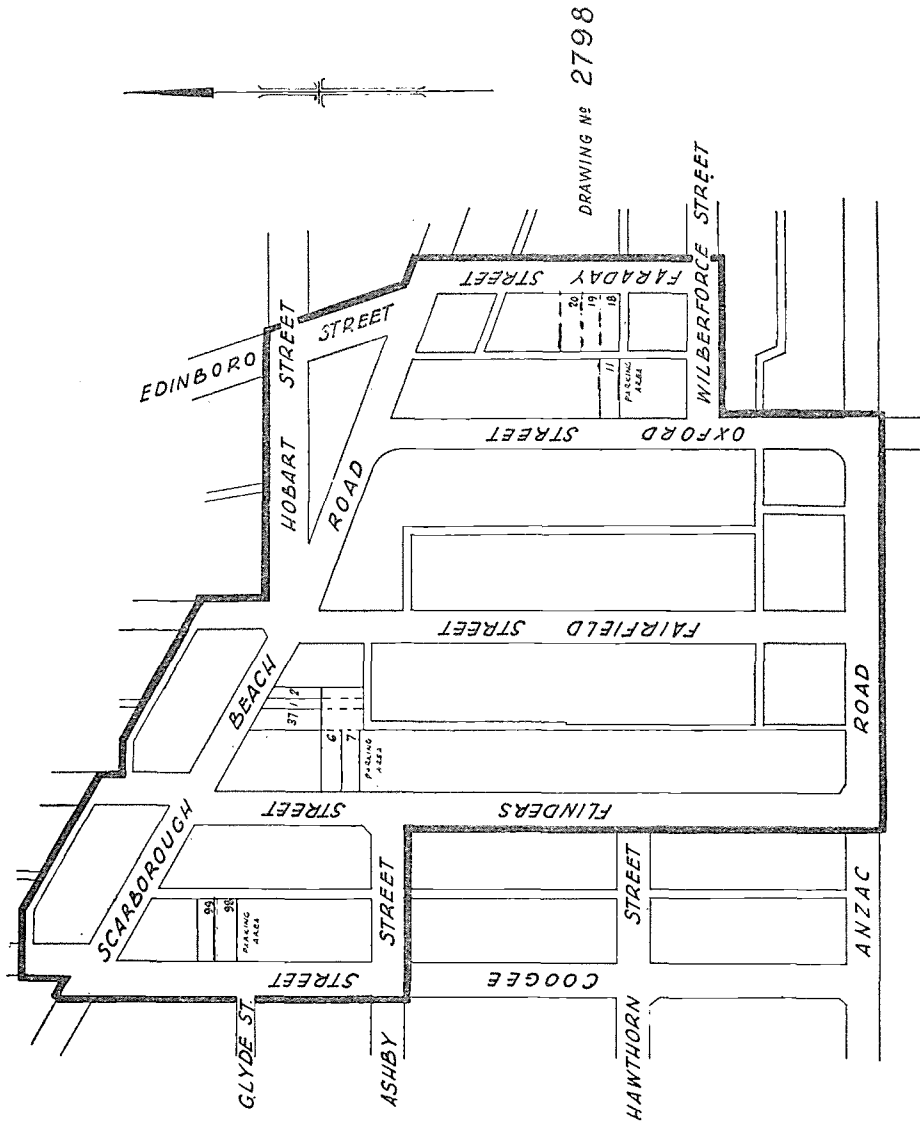 DRAWING Nº 2798
EDINBORO STREET
HOBART STREET
SCARBOROUGH BEACH ROAD
FARADAY STREET
20
19
18
11
PARKING
AREA
WILBERFORCE STREET
OXFORD STREET
FAIRFIELD STREET
37 1 2
6
7
PARKING
AREA
FLINDERS STREET
99
98
PARKING
AREA
GLYDE ST.
ASHBY STREET
COOGEE STREET
HAWTHORN STREET
ANZAC ROAD